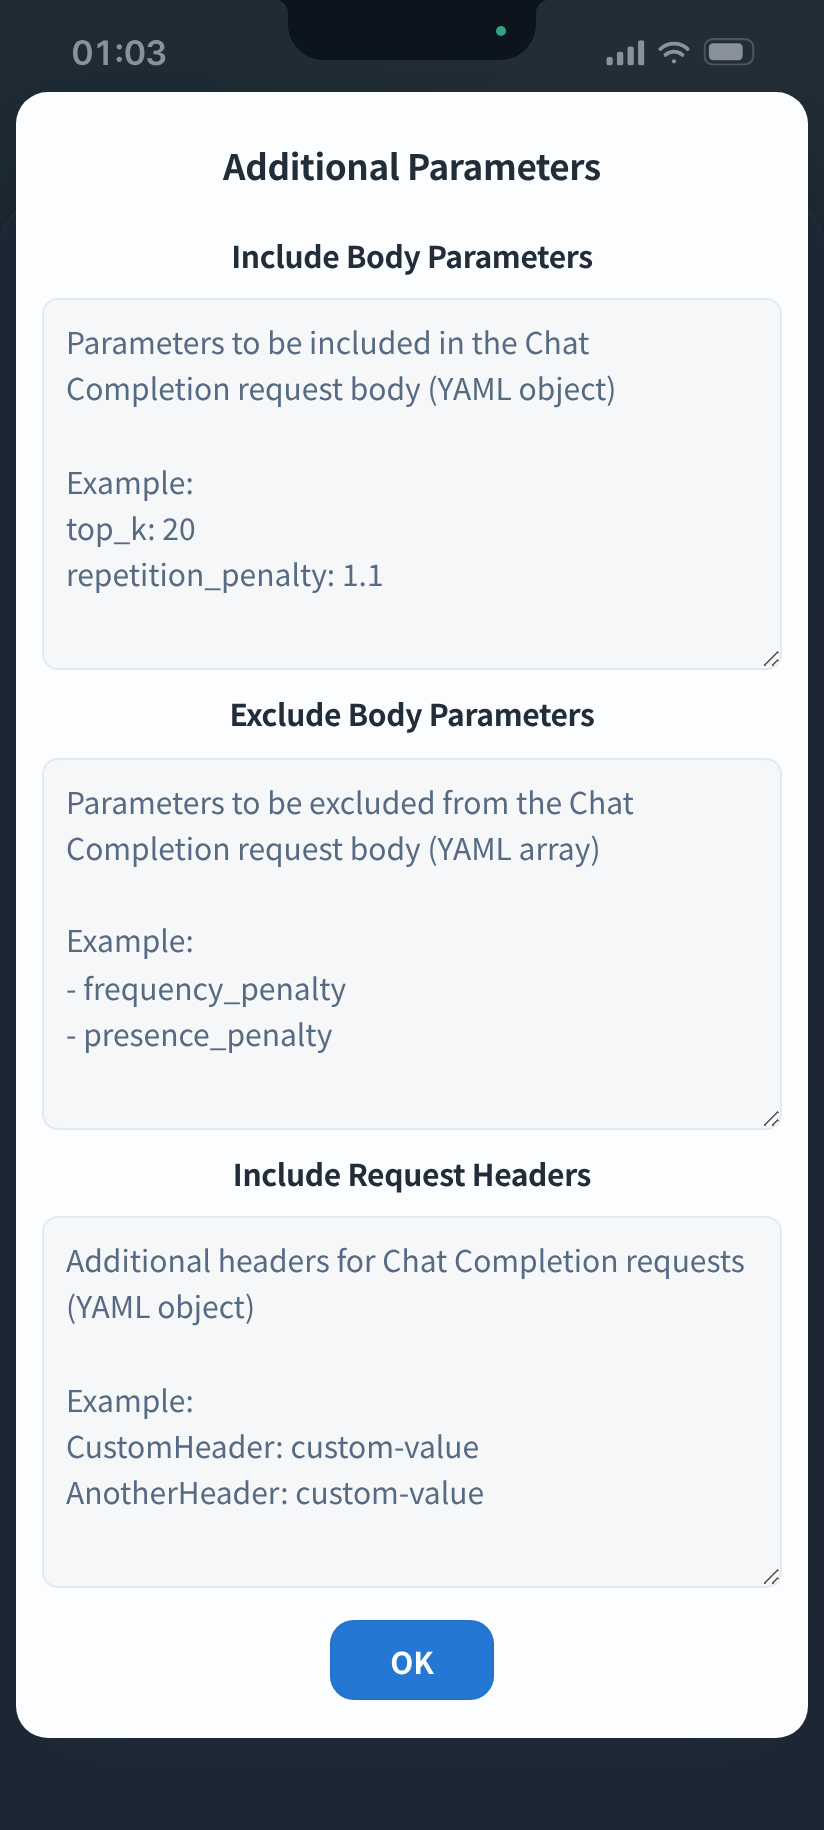 01:03
Additional Parameters
Include Body Parameters
Parameters to be included in the Chat
Completion request body (YAML object)
Example:
top_k: 20
repetition_penalty: 1.1
Exclude Body Parameters
Parameters to be excluded from the Chat
Completion request body (YAML array)
Example:
- frequency_penalty
- presence_penalty
Include Request Headers
Additional headers for Chat Completion requests
(YAML object)
Example:
CustomHeader: custom-value
AnotherHeader: custom-value
OK